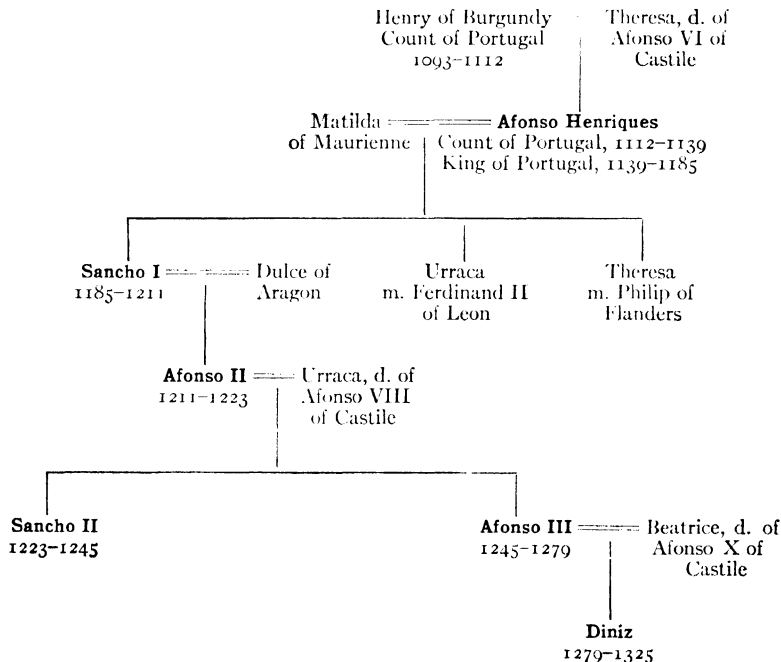 Henry of Burgundy
Count of Portugal
1093–1112
Theresa, d. of
Afonso VI of
Castile
Matilda
of Maurienne
Afonso Henriques
Count of Portugal, 1112–1139
King of Portugal, 1139–1185
Sancho I
1185–1211
Dulce of
Aragon
Urraca
m. Ferdinand II
of Leon
Theresa
m. Philip of
Flanders
Afonso II
1211–1223
Urraca, d. of
Afonso VIII
of Castile
Sancho II
1223–1245
Afonso III
1245–1279
Beatrice, d. of
Afonso X of
Castile
Diniz
1279–1325